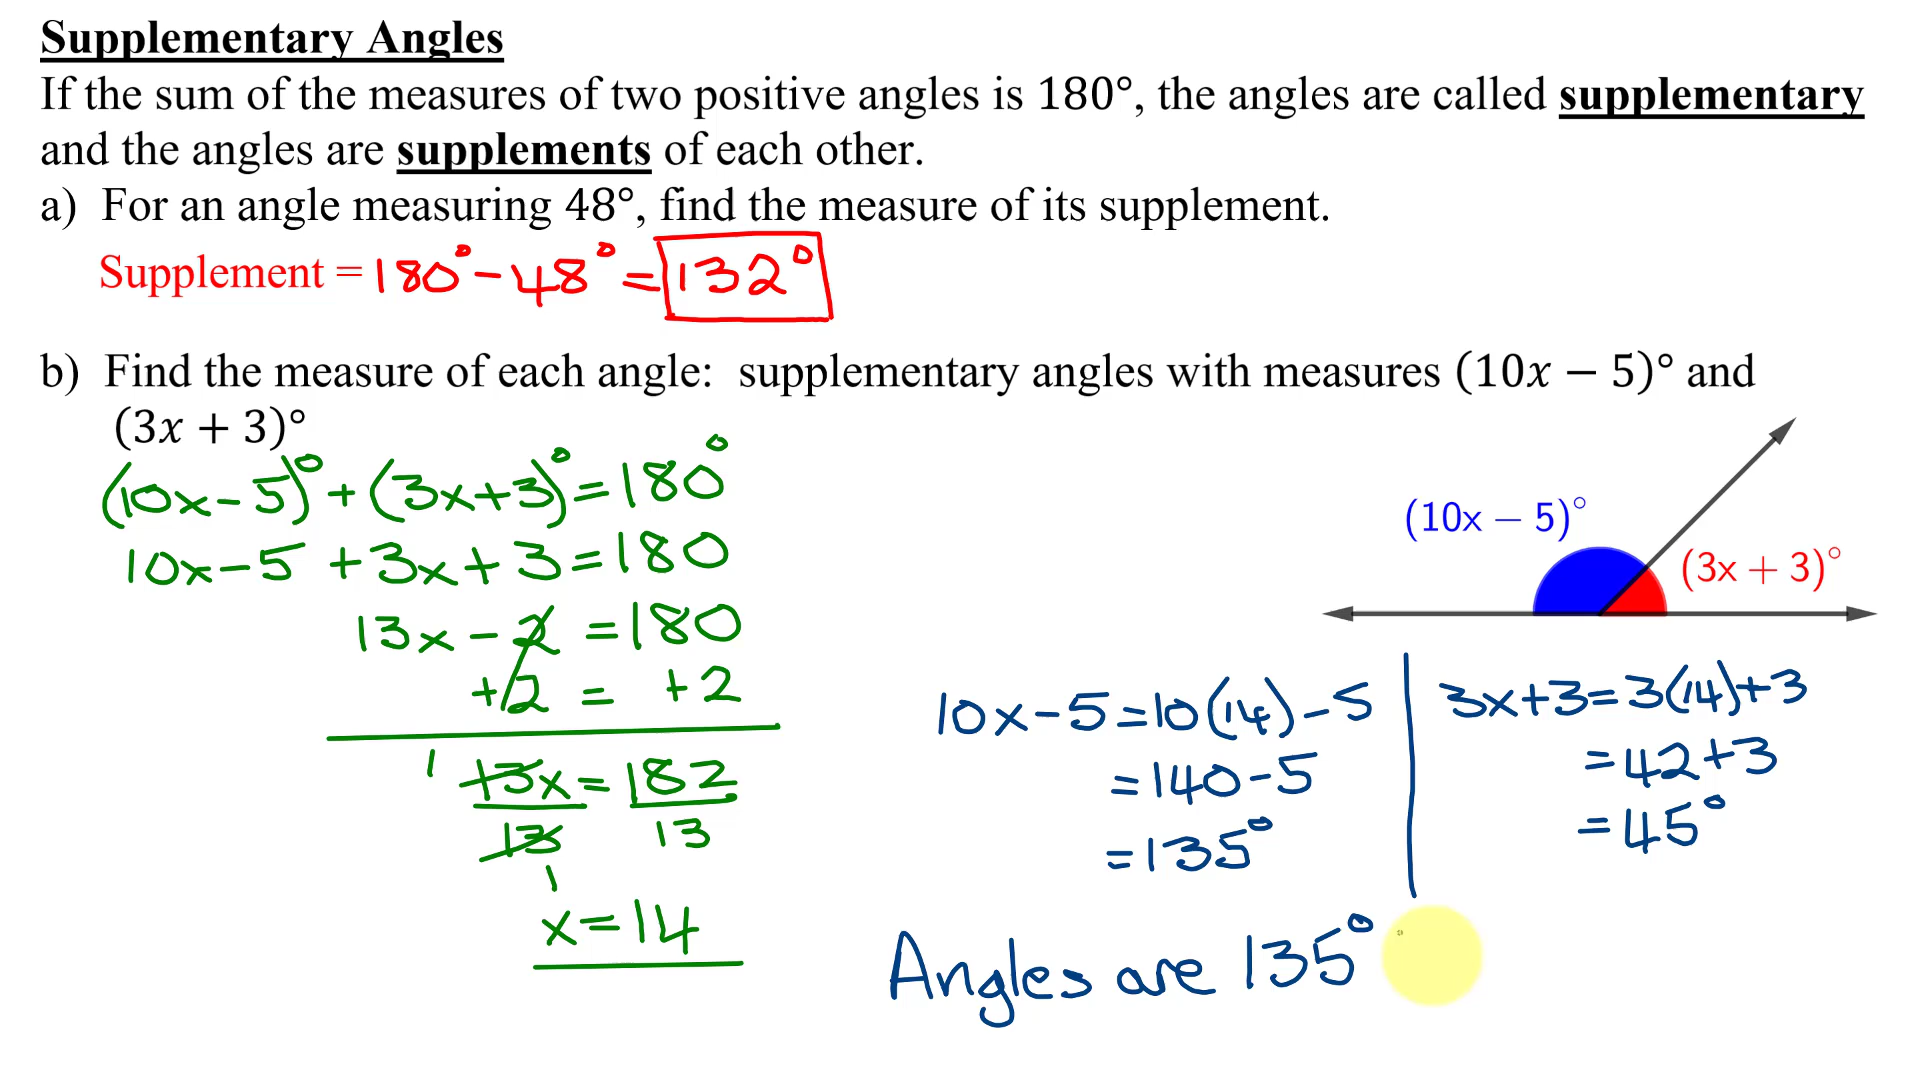 Supplementary Angles
If the sum of the measures of two positive angles is 180°, the angles are called supplementary
and the angles are supplements of each other.
a) For an angle measuring 48°, find the measure of its supplement.
Supplement = 180° - 48° = 132°
b) Find the measure of each angle: supplementary angles with measures (10x − 5)° and
(3x + 3)°
(10x-5)° + (3x+3)° = 180°
10x-5 + 3x+3 = 180
13x - 2 = 180
+2 = +2
1 13x = 182
13 13
1
x = 14
(10x − 5)°
(3x + 3)°
10x-5 = 10(14)-5
= 140-5
= 135°
3x+3 = 3(14)+3
= 42+3
= 45°
Angles are 135°